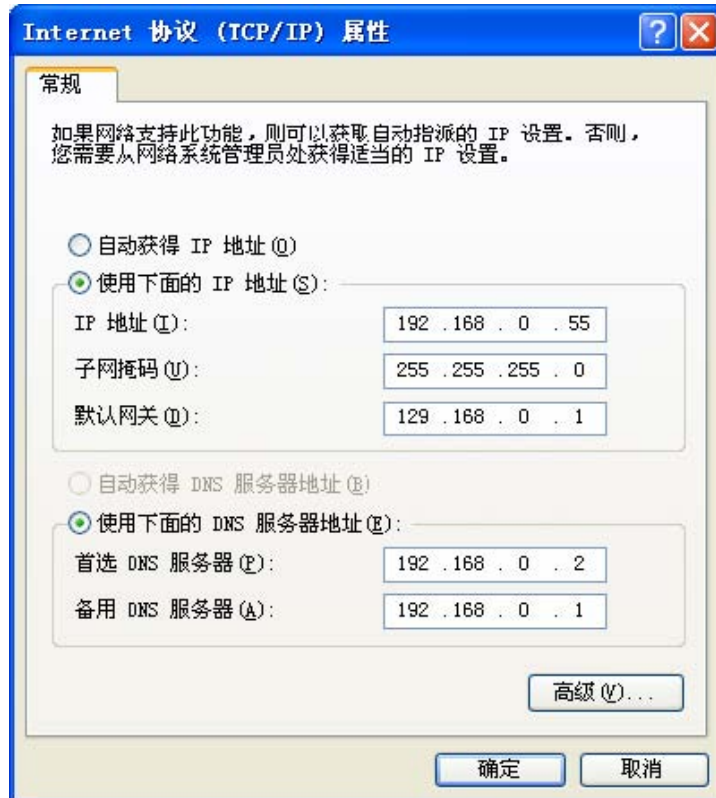 Internet 协议 (TCP/IP) 属性
常规
如果网络支持此功能，则可以获取自动指派的 IP 设置。否则，
您需要从网络系统管理员处获得适当的 IP 设置。
自动获得 IP 地址(O)
使用下面的 IP 地址(S):
IP 地址(I): 192 .168 . 0 . 55
子网掩码(U): 255 .255 .255 . 0
默认网关(D): 129 .168 . 0 . 1
自动获得 DNS 服务器地址(B)
使用下面的 DNS 服务器地址(E):
首选 DNS 服务器(P): 192 .168 . 0 . 2
备用 DNS 服务器(A): 192 .168 . 0 . 1
高级(V)...
确定 取消